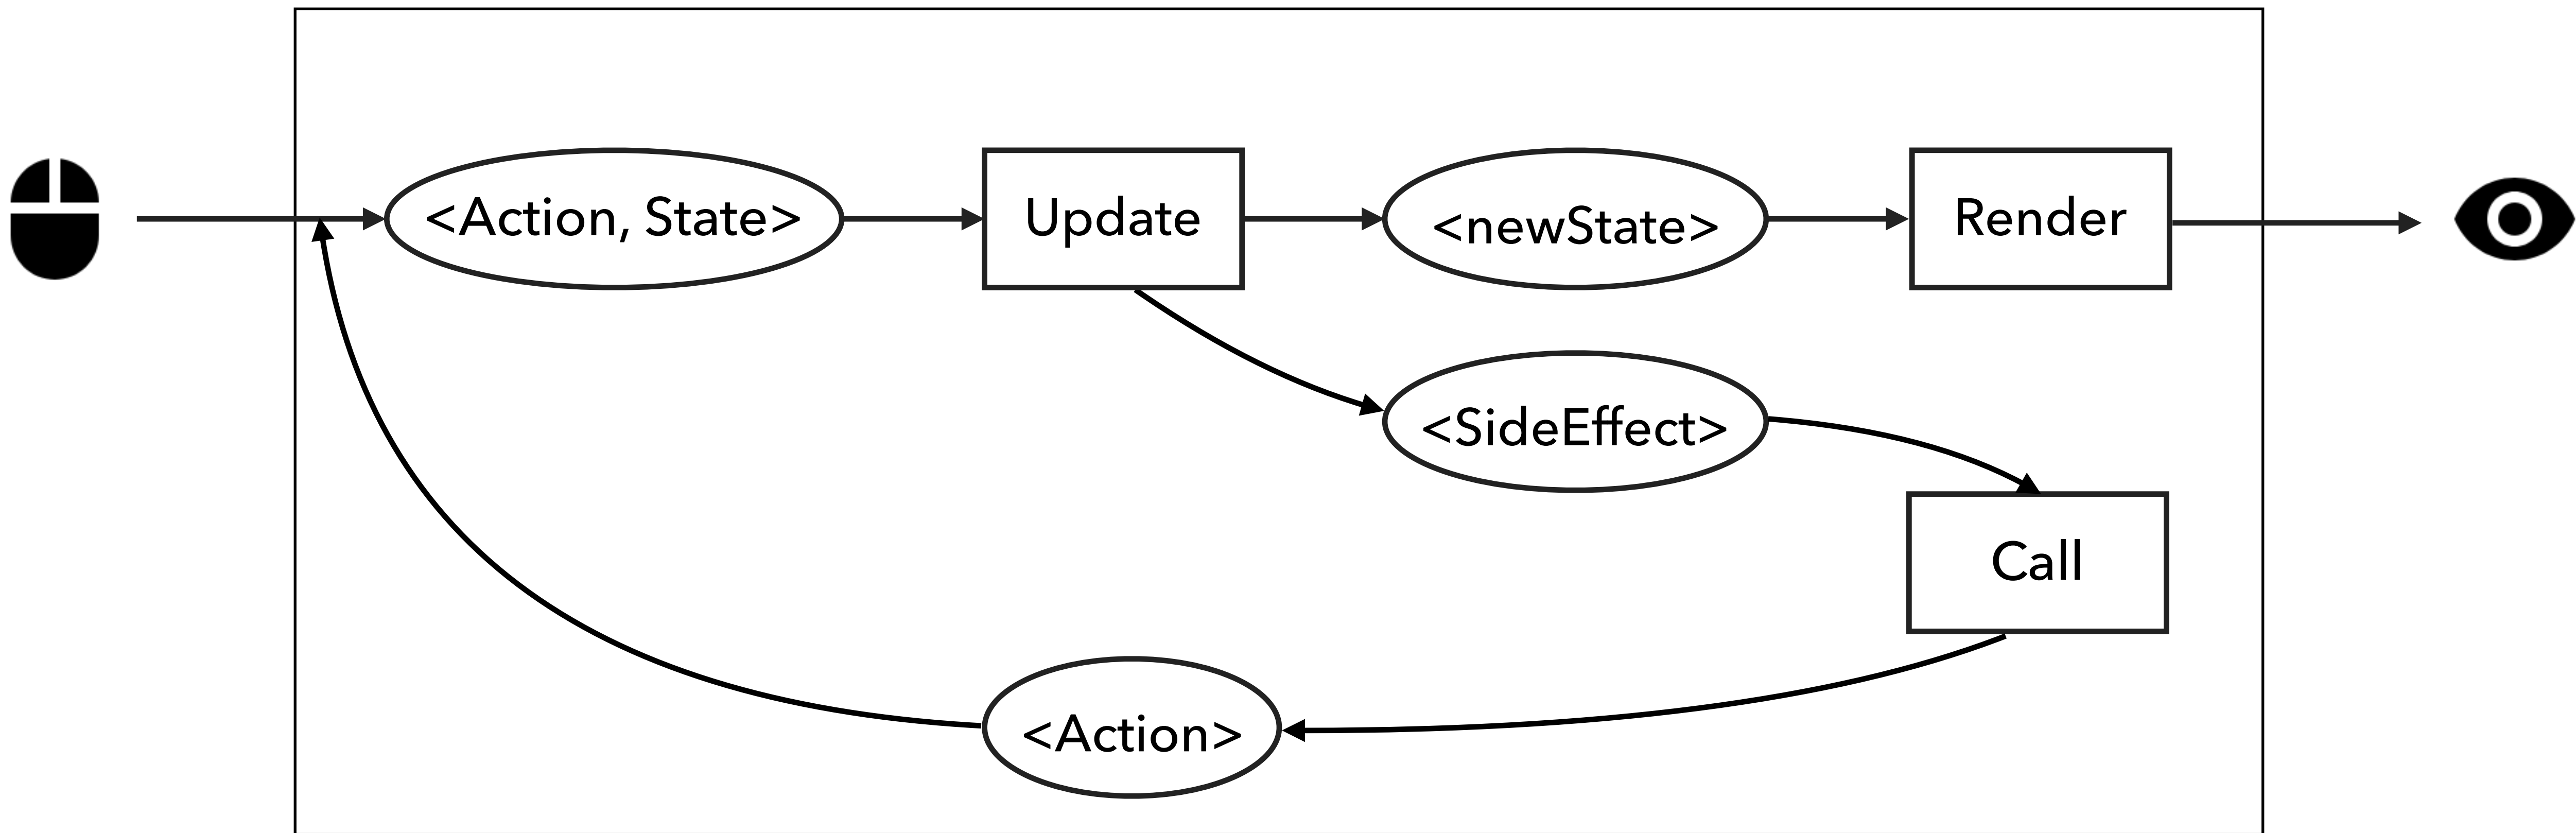 <Action, State>
Update
<newState>
Render
<SideEffect>
Call
<Action>